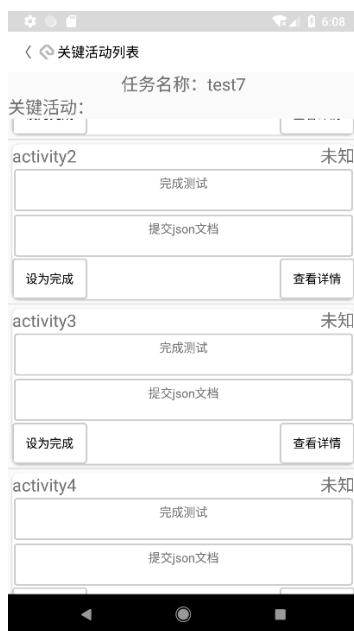 6:08
关键活动列表
任务名称：test7
关键活动：
activity2 未知
完成测试
提交json文档
设为完成 查看详情
activity3 未知
完成测试
提交json文档
设为完成 查看详情
activity4 未知
完成测试
提交json文档